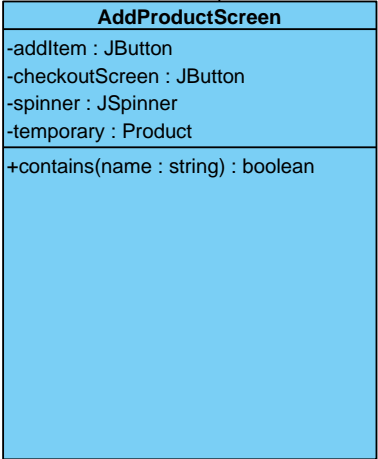 AddProductScreen
-addItem : JButton
-checkoutScreen : JButton
-spinner : JSpinner
-temporary : Product
+contains(name : string) : boolean